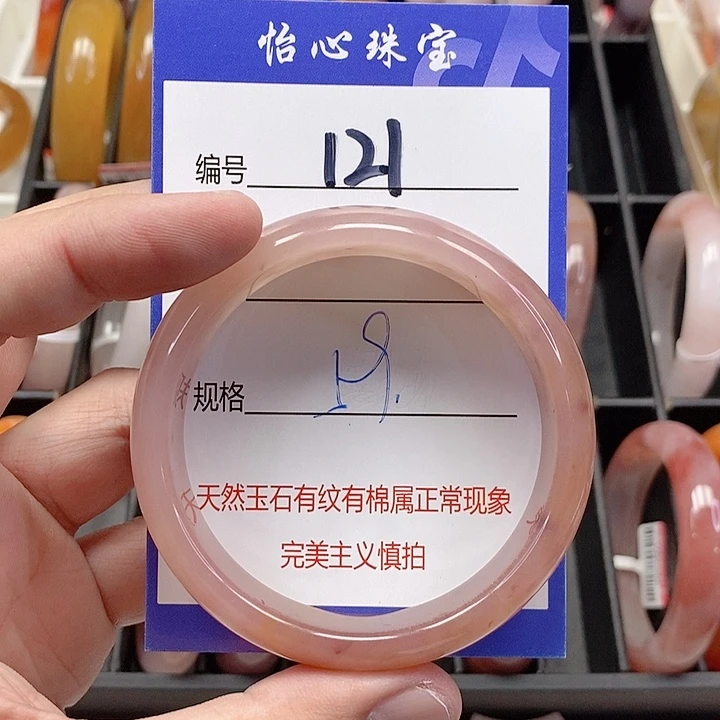 怡心珠宝
编号 121
规格
天然玉石有纹有棉属正常现象
完美主义慎拍